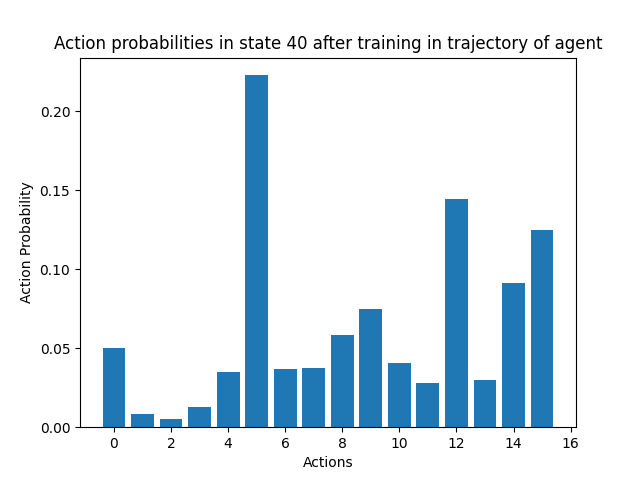 Action probabilities in state 40 after training in trajectory of agent
0.20
0.15
0.10
0.05
0.00
Action Probability
0 2 4 6 8 10 12 14 16
Actions